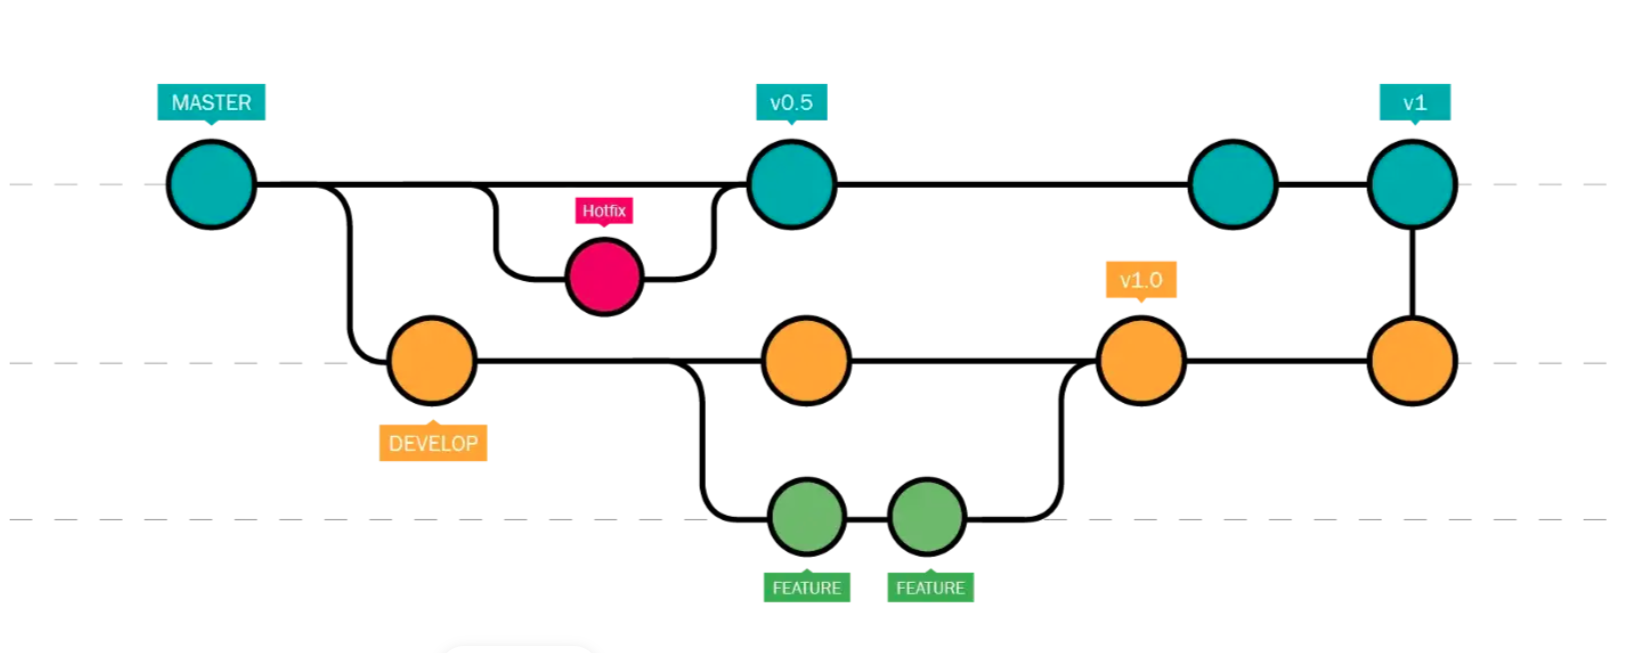 MASTER
v0.5
v1
Hotfix
v1.0
DEVELOP
FEATURE
FEATURE